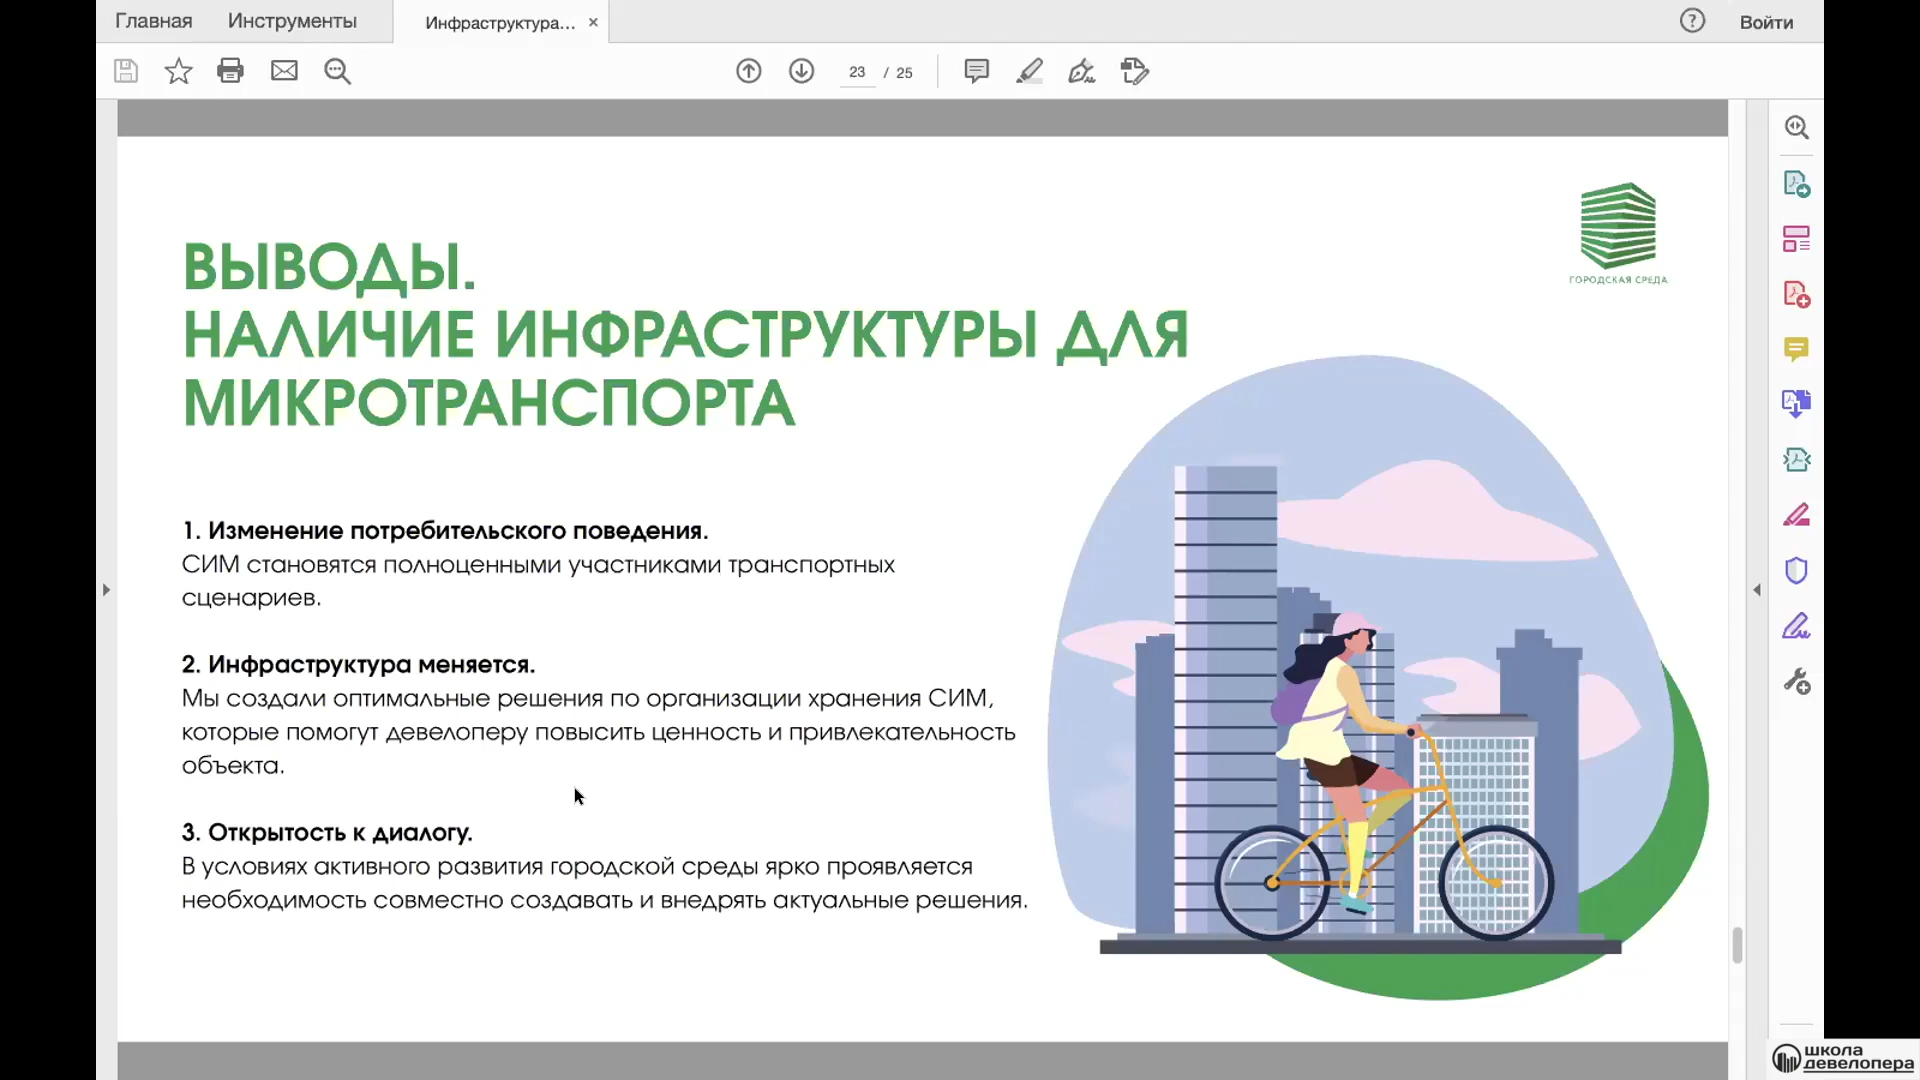 Главная
Инструменты
Инфраструктура...
Войти
23 / 25
ГОРОДСКАЯ СРЕДА
ВЫВОДЫ.
НАЛИЧИЕ ИНФРАСТРУКТУРЫ ДЛЯ
МИКРОТРАНСПОРТА
1. Изменение потребительского поведения.
СИМ становятся полноценными участниками транспортных
сценариев.
2. Инфраструктура меняется.
Мы создали оптимальные решения по организации хранения СИМ,
которые помогут девелоперу повысить ценность и привлекательность
объекта.
3. Открытость к диалогу.
В условиях активного развития городской среды ярко проявляется
необходимость совместно создавать и внедрять актуальные решения.
школа
девелопера